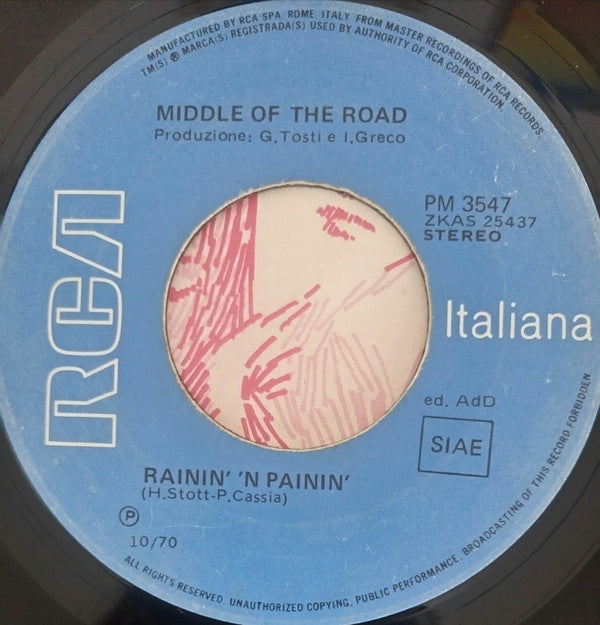 MANUFACTURED BY RCA SPA, ROME, ITALY, FROM MASTER RECORDINGS OF RCA RECORDS.
TM(S) ® MARCA(S) REGISTRADA(S) USED BY AUTHORITY OF RCA CORPORATION.
MIDDLE OF THE ROAD
Produzione: G.Tosti e I.Greco
PM 3547
ZKAS 25437
STEREO
RCA
Italiana
ed. AdD
SIAE
RAININ' 'N PAININ'
(H.Stott-P.Cassia)
Ⓟ
10/70
ALL RIGHTS RESERVED. UNAUTHORIZED COPYING, PUBLIC PERFORMANCE, BROADCASTING OF THIS RECORD FORBIDDEN